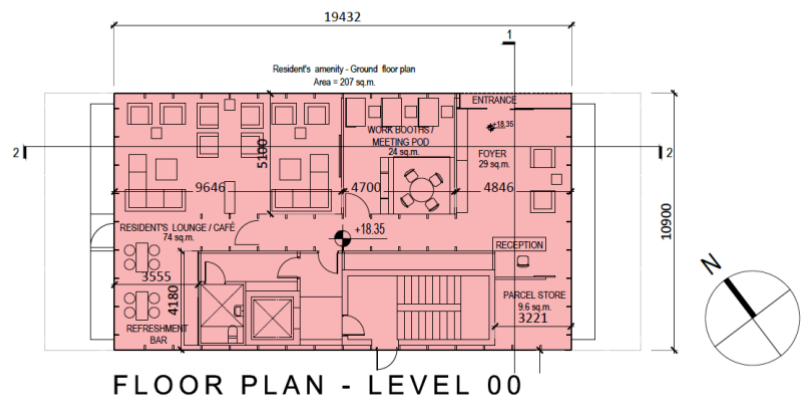 19432
1
Resident's amenity - Ground floor plan
Area = 207 sq.m.
ENTRANCE
+18.35
WORK BOOTHS /
MEETING POD
24 sq.m.
FOYER
29 sq.m.
2
2
5100
9646
4700
4846
10900
RESIDENT'S LOUNGE / CAFÉ
74 sq.m.
+18.35
RECEPTION
N
3555
4180
PARCEL STORE
9.6 sq.m.
3221
REFRESHMENT
BAR
FLOOR PLAN - LEVEL 00